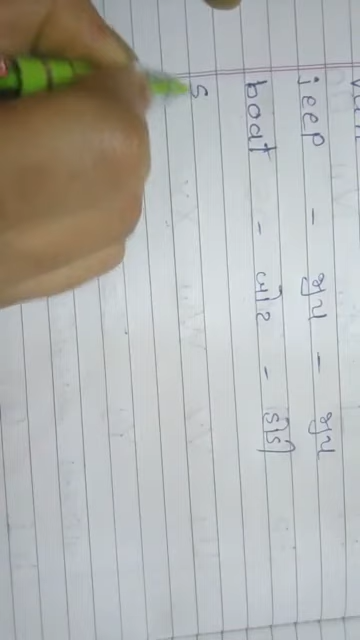 jeep - જીપ - જીપ
boat - બોટ - હોડી
s